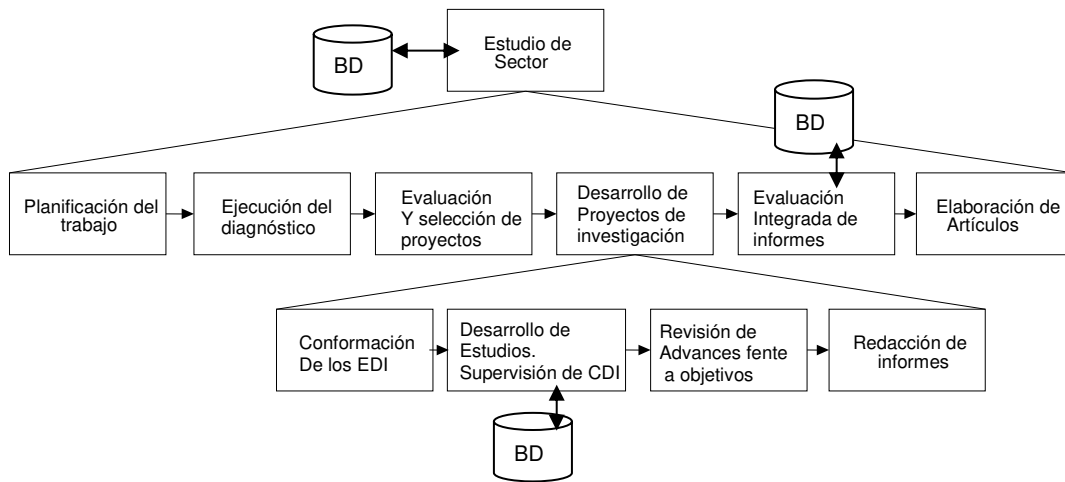 BD
Estudio de
Sector
BD
Planificación del
trabajo
Ejecución del
diagnóstico
Evaluación
Y selección de
proyectos
Desarrollo de
Proyectos de
investigación
Evaluación
Integrada de
informes
Elaboración de
Artículos
Conformación
De los EDI
Desarrollo de
Estudios.
Supervisión de CDI
Revisión de
Advances fente
a objetivos
Redacción de
informes
BD